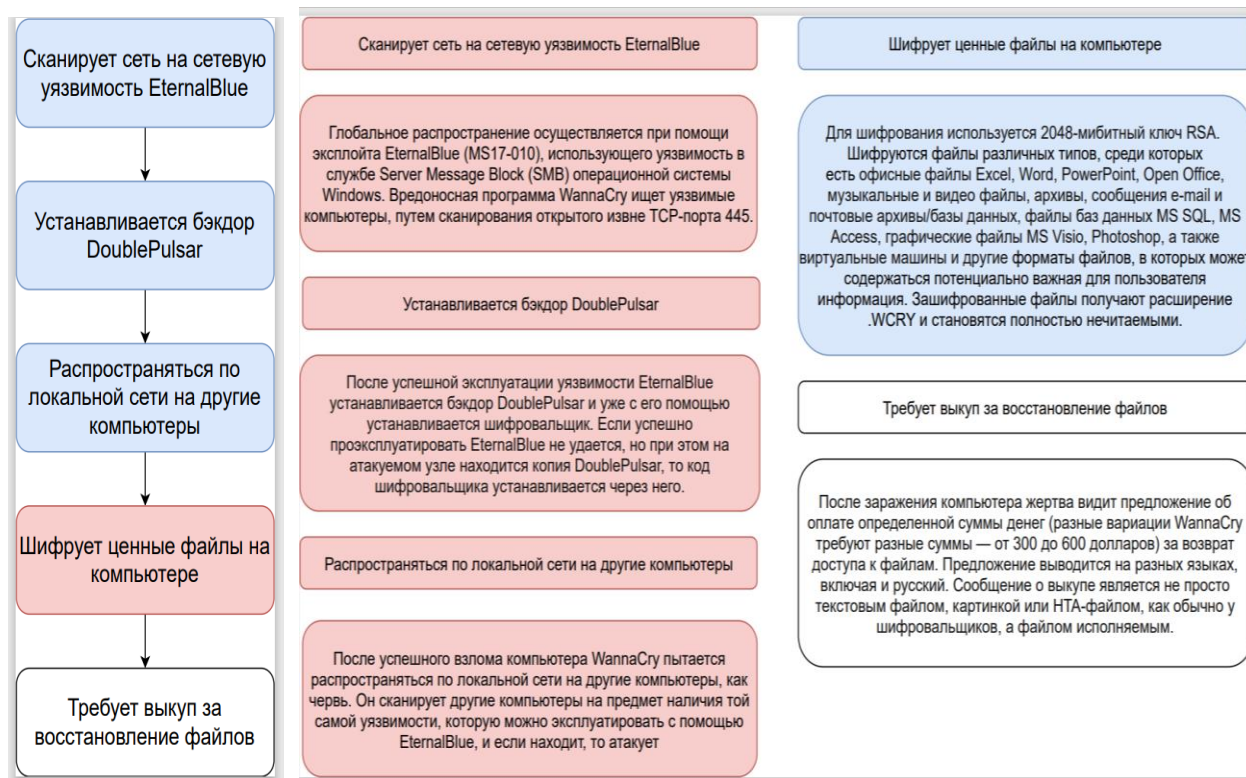 Сканирует сеть на сетевую
уязвимость EternalBlue
Устанавливается бэкдор
DoublePulsar
Распространяться по
локальной сети на другие
компьютеры
Шифрует ценные файлы на
компьютере
Требует выкуп за
восстановление файлов
Сканирует сеть на сетевую уязвимость EternalBlue
Глобальное распространение осуществляется при помощи
эксплойта EternalBlue (MS17-010), использующего уязвимость в
службе Server Message Block (SMB) операционной системы
Windows. Вредоносная программа WannaCry ищет уязвимые
компьютеры, путем сканирования открытого извне TCP-порта 445.
Устанавливается бэкдор DoublePulsar
После успешной эксплуатации уязвимости EternalBlue
устанавливается бэкдор DoublePulsar и уже с его помощью
устанавливается шифровальщик. Если успешно
проэксплуатировать EternalBlue не удается, но при этом на
атакуемом узле находится копия DoublePulsar, то код
шифровальщика устанавливается через него.
Распространяться по локальной сети на другие компьютеры
После успешного взлома компьютера WannaCry пытается
распространяться по локальной сети на другие компьютеры, как
червь. Он сканирует другие компьютеры на предмет наличия той
самой уязвимости, которую можно эксплуатировать с помощью
EternalBlue, и если находит, то атакует
Шифрует ценные файлы на компьютере
Для шифрования используется 2048-мибитный ключ RSA.
Шифруются файлы различных типов, среди которых
есть офисные файлы Excel, Word, PowerPoint, Open Office,
музыкальные и видео файлы, архивы, сообщения e-mail и
почтовые архивы/базы данных, файлы баз данных MS SQL, MS
Access, графические файлы MS Visio, Photoshop, а также
виртуальные машины и другие форматы файлов, в которых может
содержаться потенциально важная для пользователя
информация. Зашифрованные файлы получают расширение
.WCRY и становятся полностью нечитаемыми.
Требует выкуп за восстановление файлов
После заражения компьютера жертва видит предложение об
оплате определенной суммы денег (разные вариации WannaCry
требуют разные суммы — от 300 до 600 долларов) за возврат
доступа к файлам. Предложение выводится на разных языках,
включая и русский. Сообщение о выкупе является не просто
текстовым файлом, картинкой или HTA-файлом, как обычно у
шифровальщиков, а файлом исполняемым.